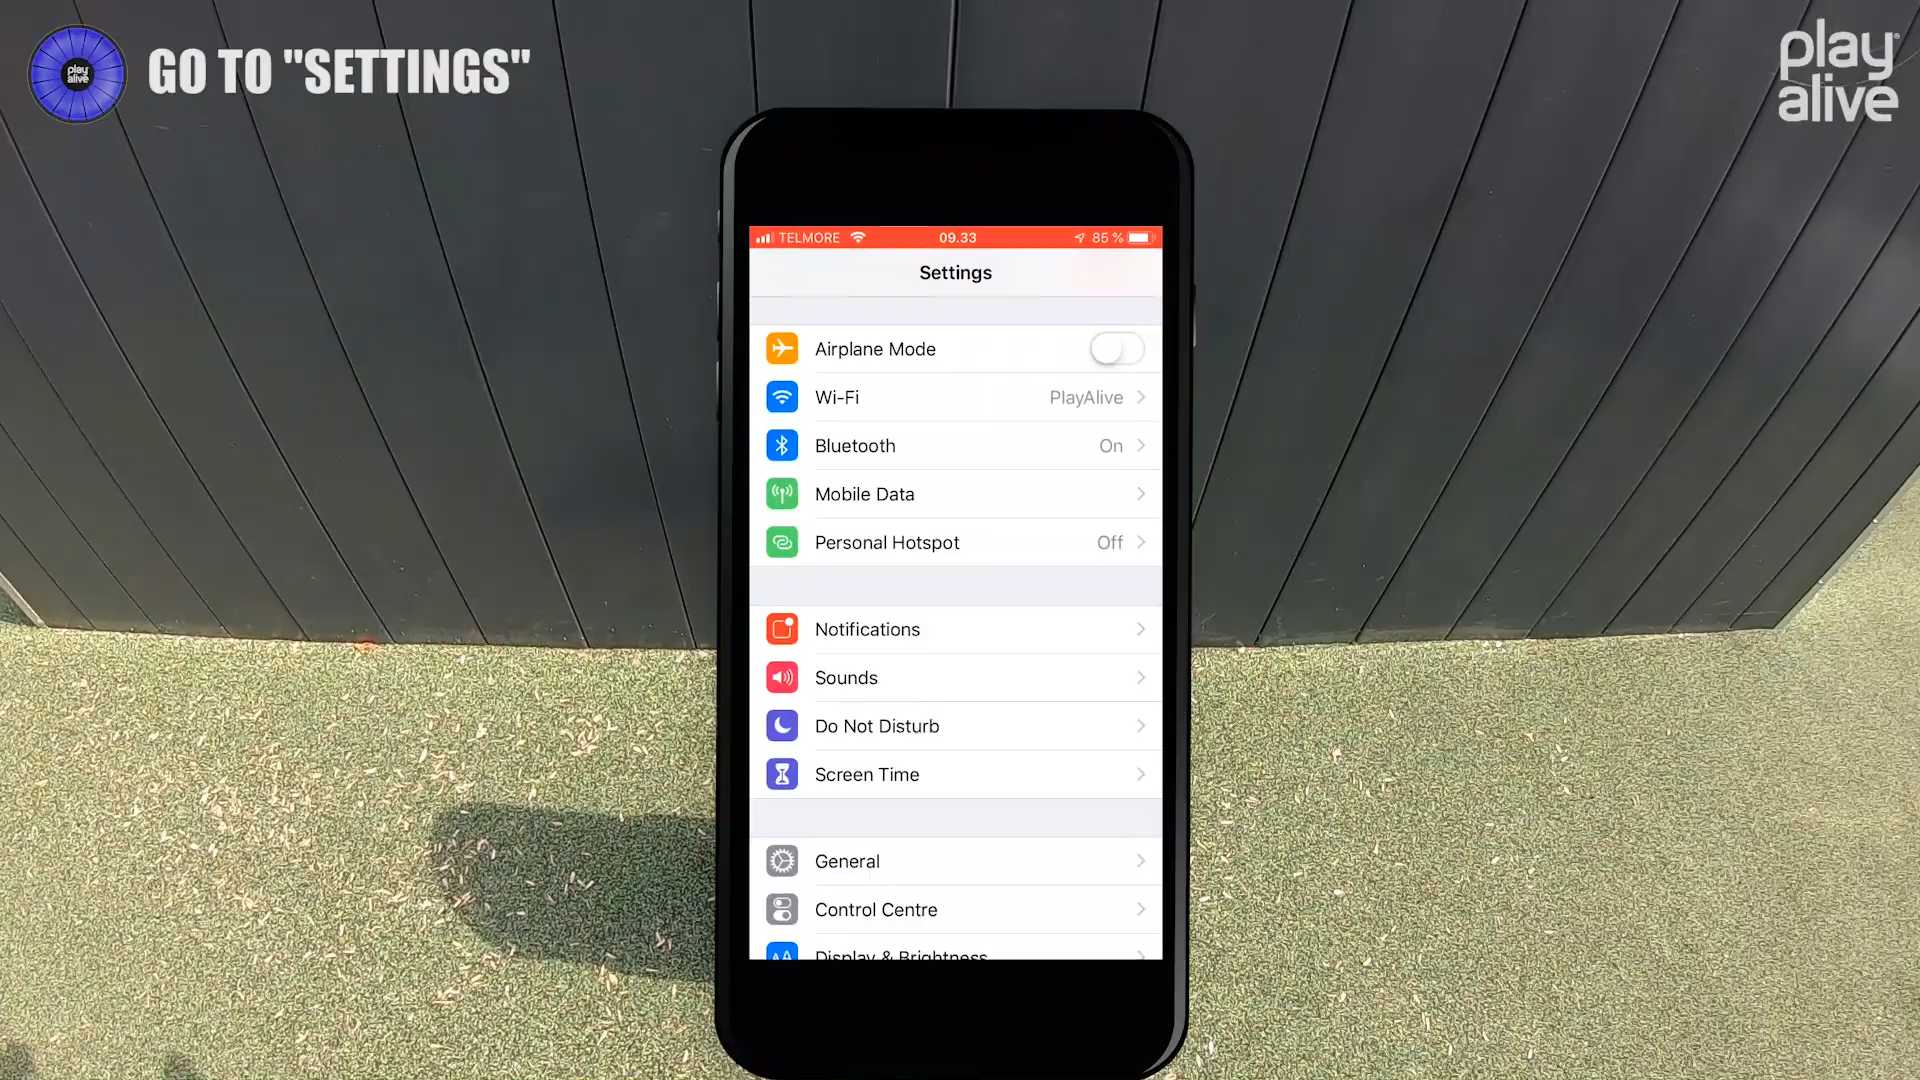 play
alive
GO TO "SETTINGS"
play
alive
TELMORE 09.33 85 %
Settings
Airplane Mode
Wi-Fi PlayAlive
Bluetooth On
Mobile Data
Personal Hotspot Off
Notifications
Sounds
Do Not Disturb
Screen Time
General
Control Centre
AA Display & Brightness